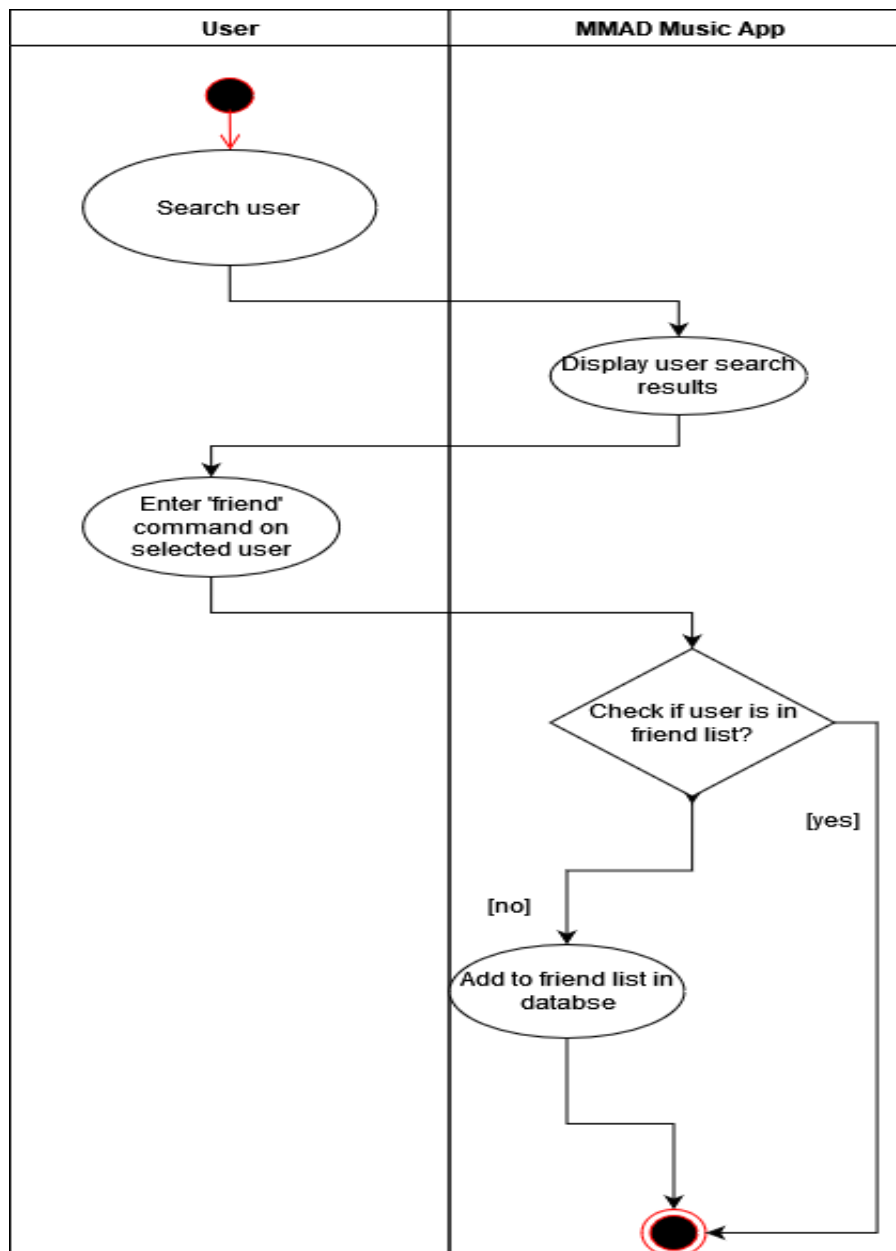 User
MMAD Music App
Search user
Display user search
results
Enter 'friend'
command on
selected user
Check if user is in
friend list?
[yes]
[no]
Add to friend list in
databse